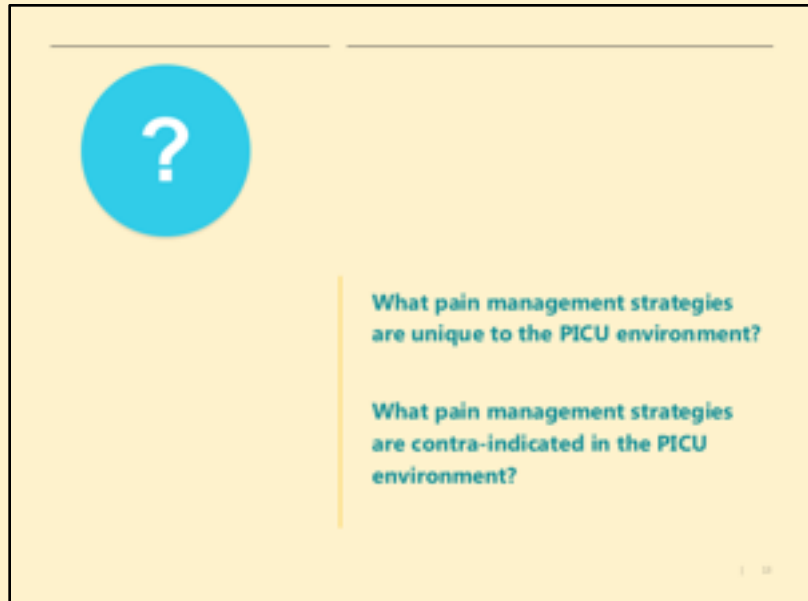 ?
What pain management strategies
are unique to the PICU environment?
What pain management strategies
are contra-indicated in the PICU
environment?